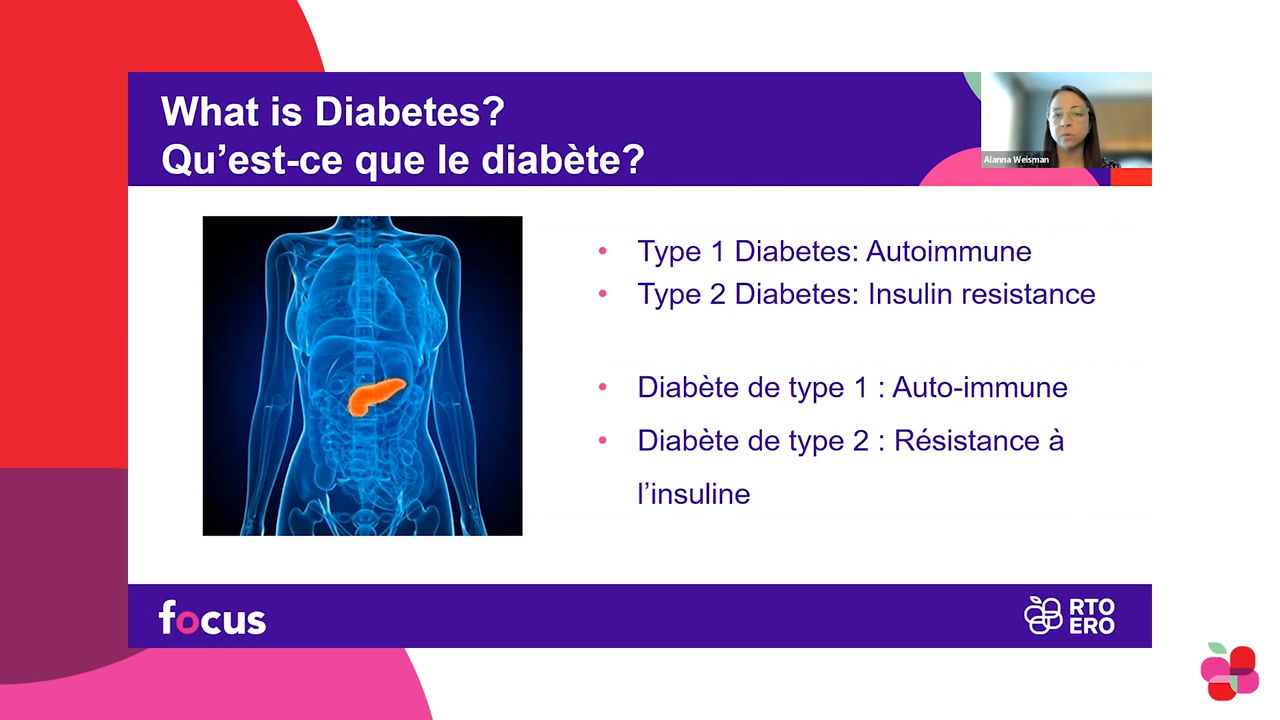 What is Diabetes?
Qu’est-ce que le diabète?
Alanna Weisman
• Type 1 Diabetes: Autoimmune
• Type 2 Diabetes: Insulin resistance
• Diabète de type 1 : Auto-immune
• Diabète de type 2 : Résistance à
l’insuline
focus
RTO
ERO